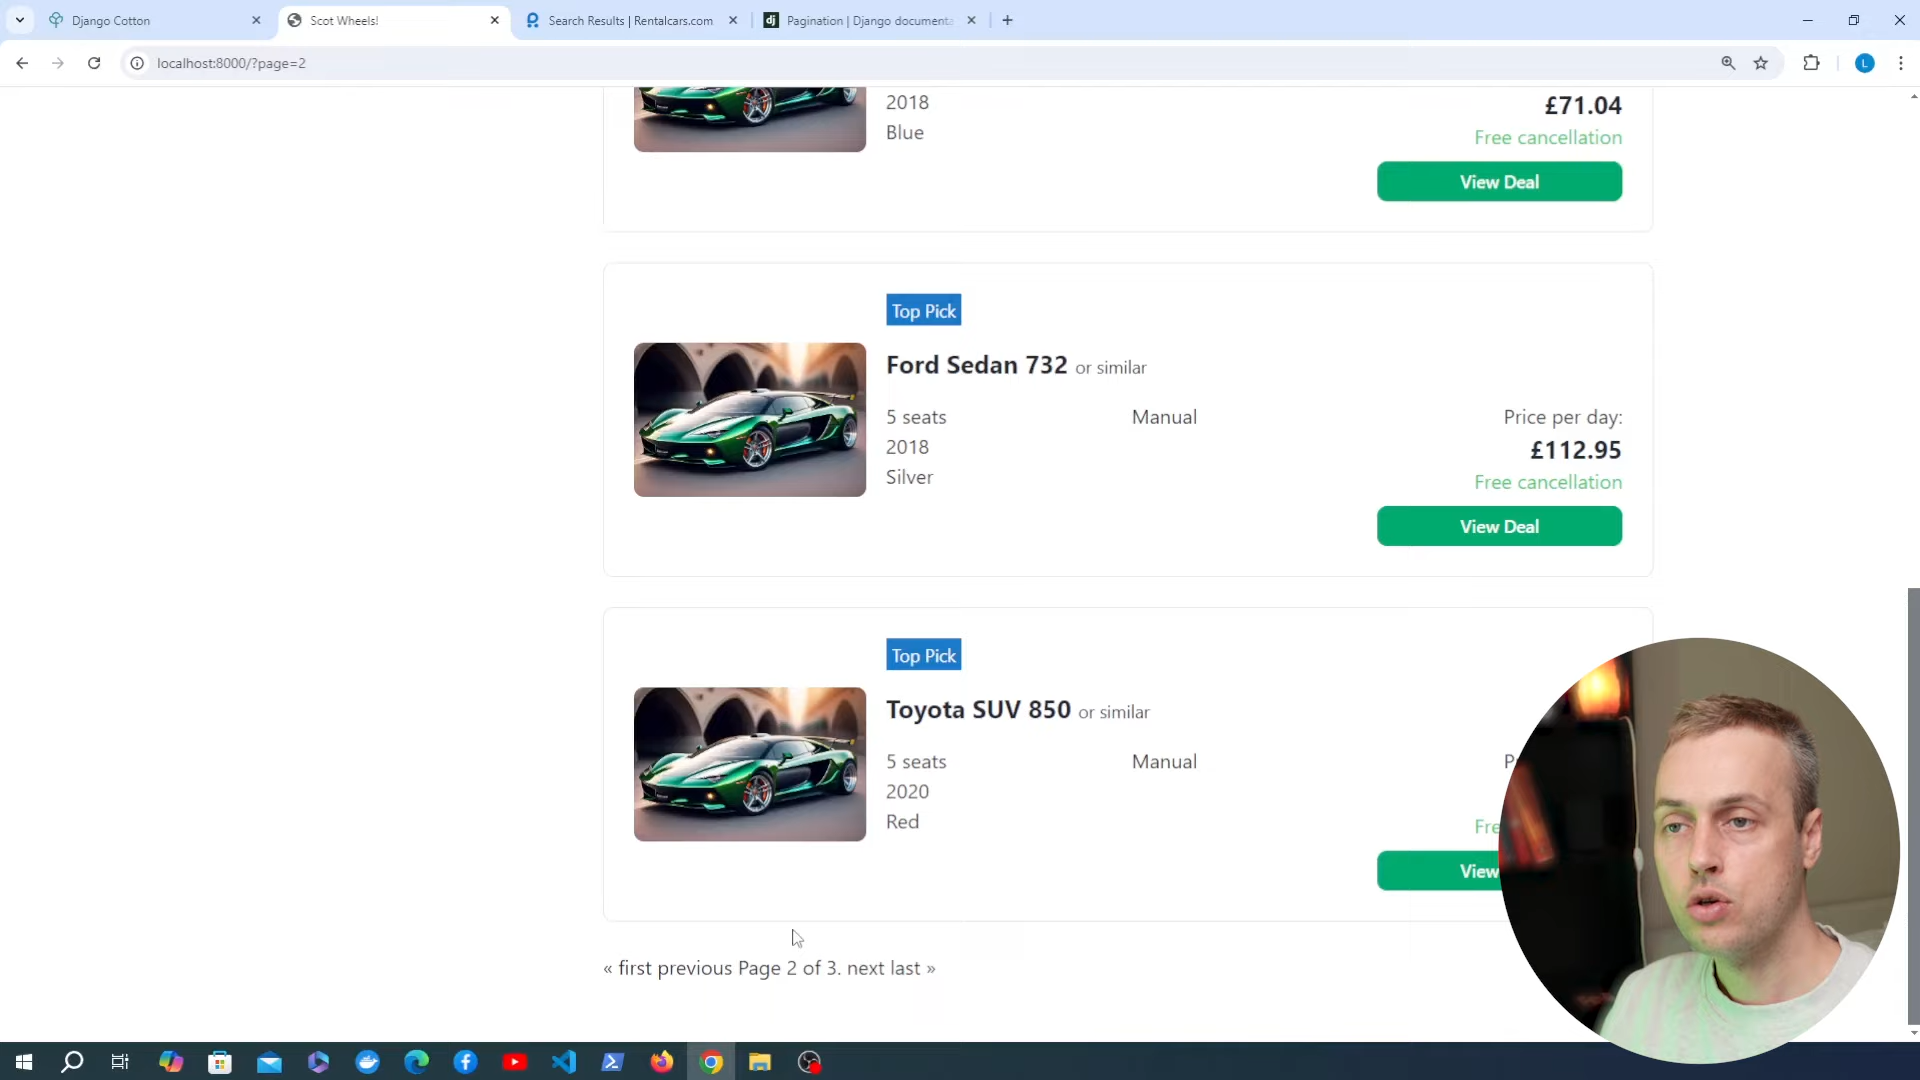 Django Cotton
Scot Wheels!
Search Results | Rentalcars.com
dj Pagination | Django documenta
localhost:8000/?page=2
L
2018
Blue
£71.04
Free cancellation
View Deal
Top Pick
Ford Sedan 732 or similar
5 seats
Manual
Price per day:
2018
£112.95
Silver
Free cancellation
View Deal
Top Pick
Toyota SUV 850 or similar
5 seats
Manual
2020
Red
View
« first previous Page 2 of 3. next last »